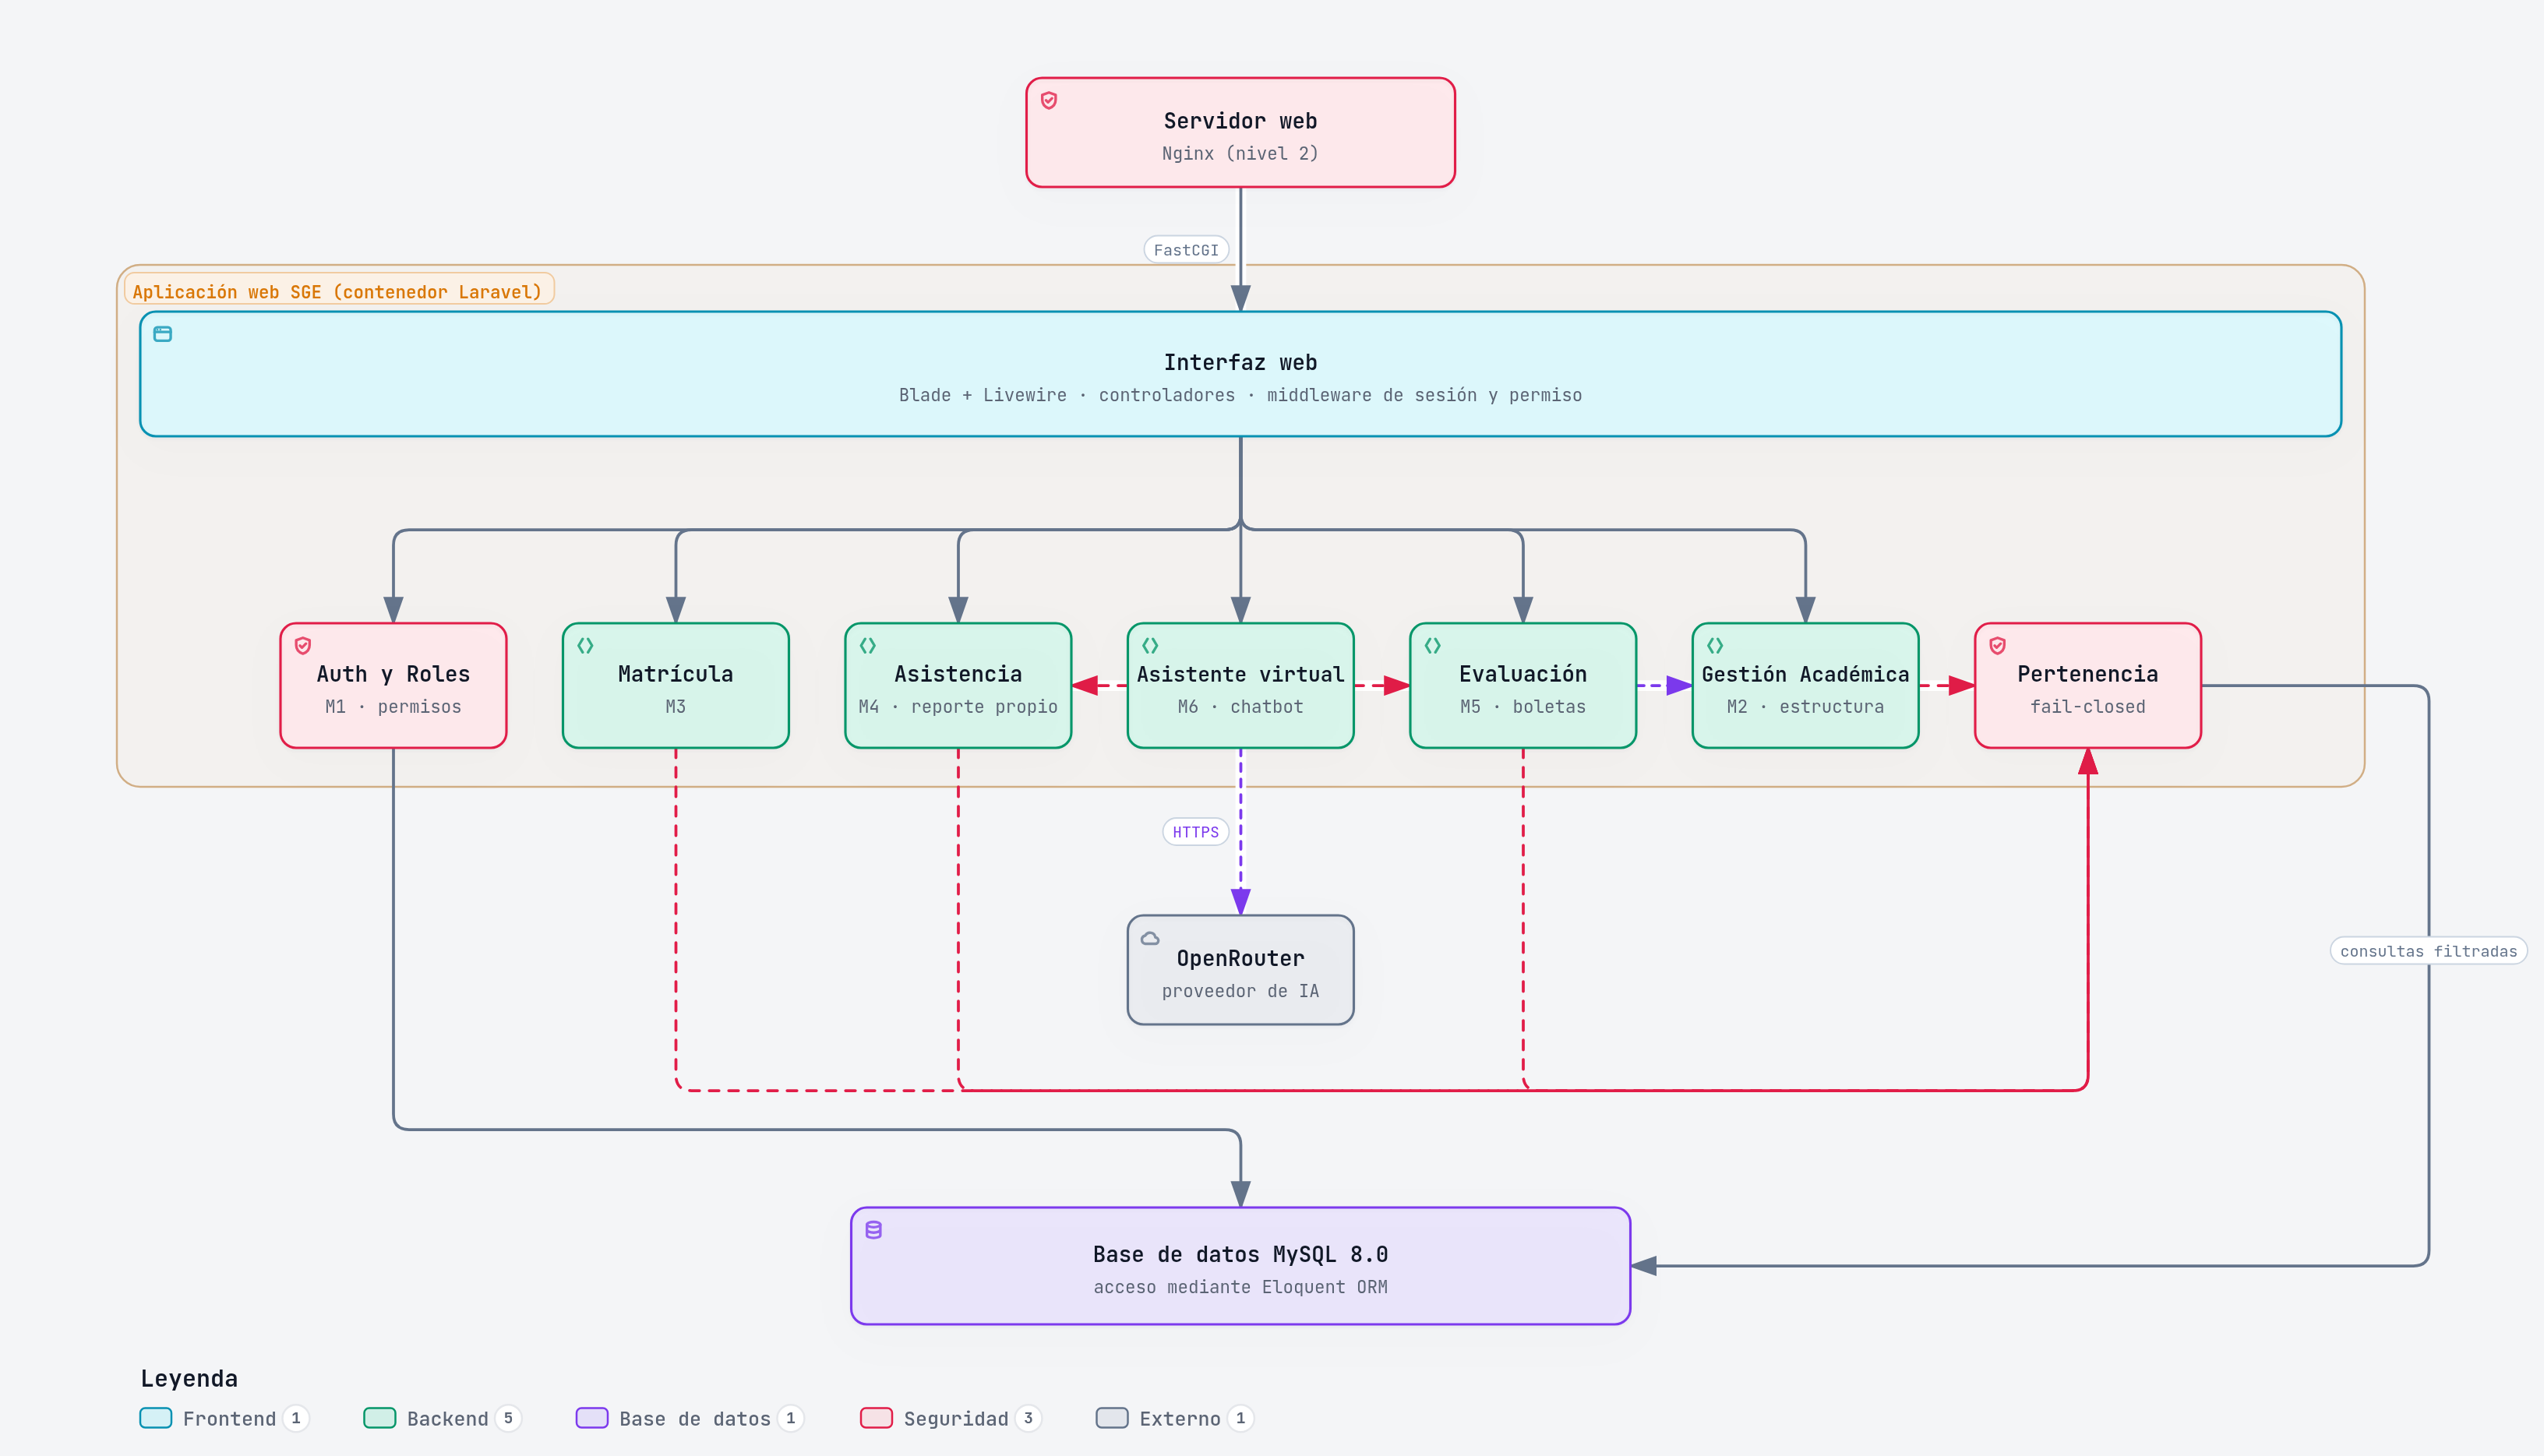 Servidor web
Nginx (nivel 2)
FastCGI
Aplicación web SGE (contenedor Laravel)
Interfaz web
Blade + Livewire · controladores · middleware de sesión y permiso
Auth y Roles
M1 · permisos
Matrícula
M3
Asistencia
M4 · reporte propio
Asistente virtual
M6 · chatbot
Evaluación
M5 · boletas
Gestión Académica
M2 · estructura
Pertenencia
fail-closed
HTTPS
OpenRouter
proveedor de IA
consultas filtradas
Base de datos MySQL 8.0
acceso mediante Eloquent ORM
Leyenda
Frontend 1
Backend 5
Base de datos 1
Seguridad 3
Externo 1